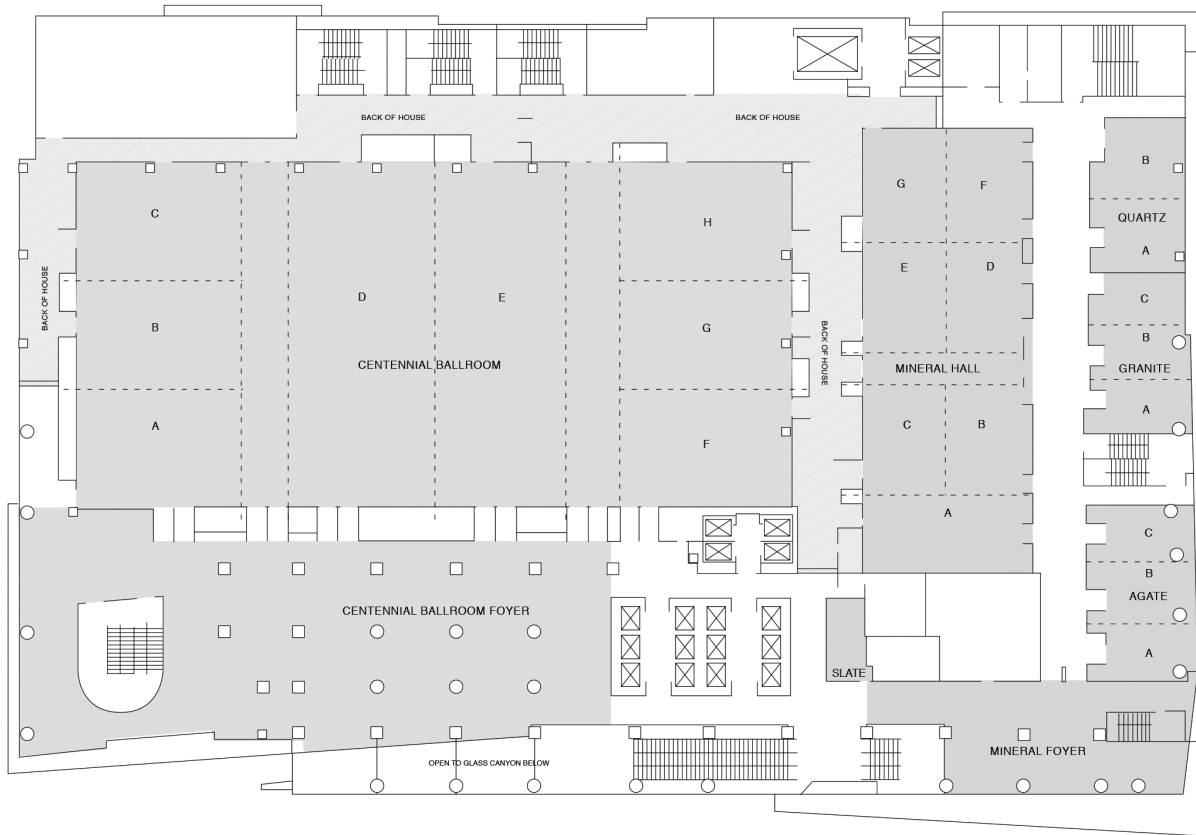 BACK OF HOUSE
BACK OF HOUSE
B
G
F
C
H
QUARTZ
A
E
D
BACK OF HOUSE
D
E
C
B
G
BACK OF HOUSE
B
CENTENNIAL BALLROOM
MINERAL HALL
GRANITE
A
A
F
C
B
A
C
B
CENTENNIAL BALLROOM FOYER
AGATE
A
SLATE
MINERAL FOYER
OPEN TO GLASS CANYON BELOW